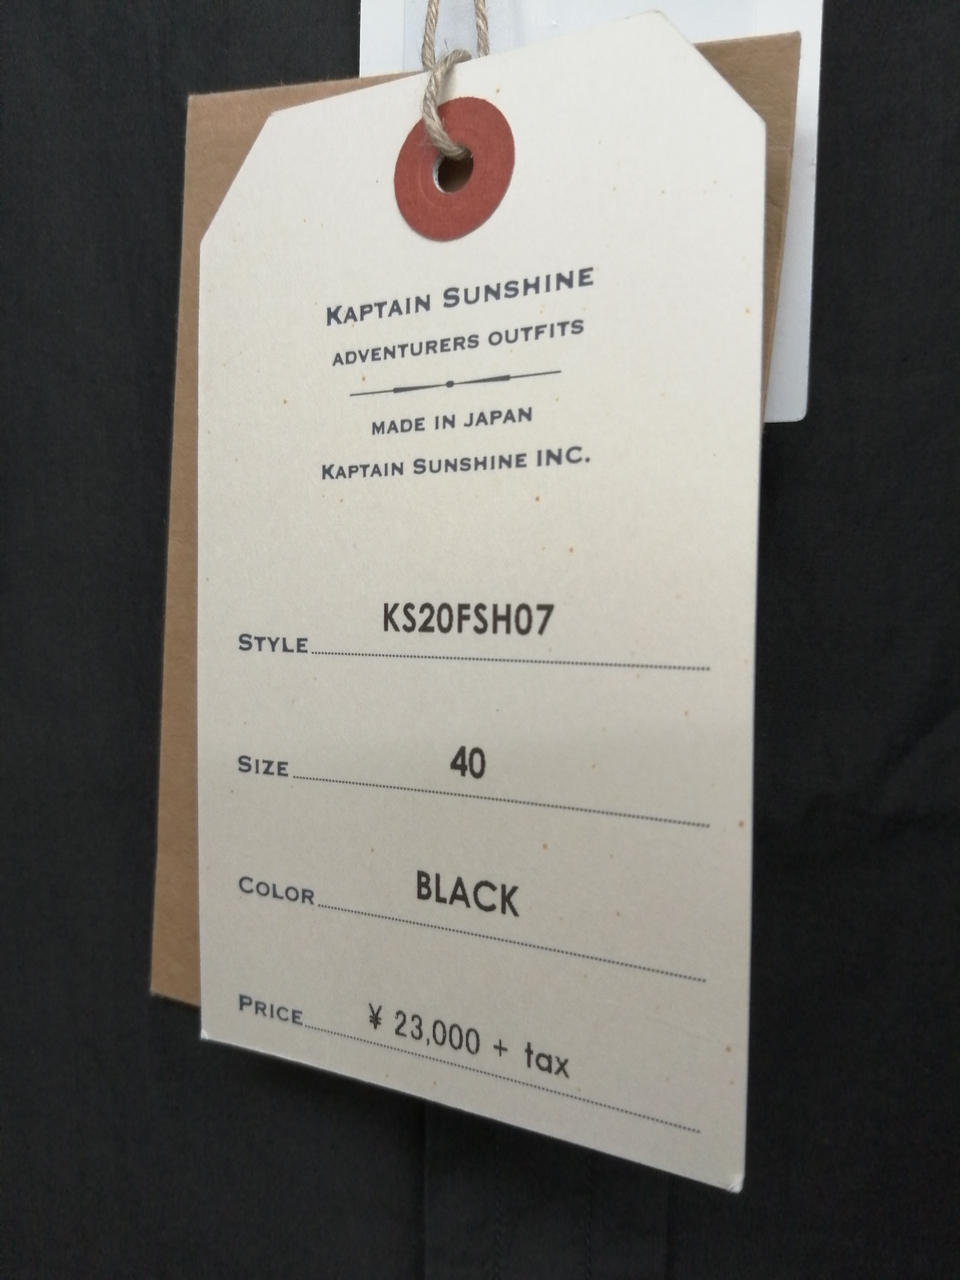 KAPTAIN SUNSHINE
ADVENTURERS OUTFITS
MADE IN JAPAN
KAPTAIN SUNSHINE INC.
STYLE KS20FSH07
SIZE 40
COLOR BLACK
PRICE ¥ 23,000 + tax